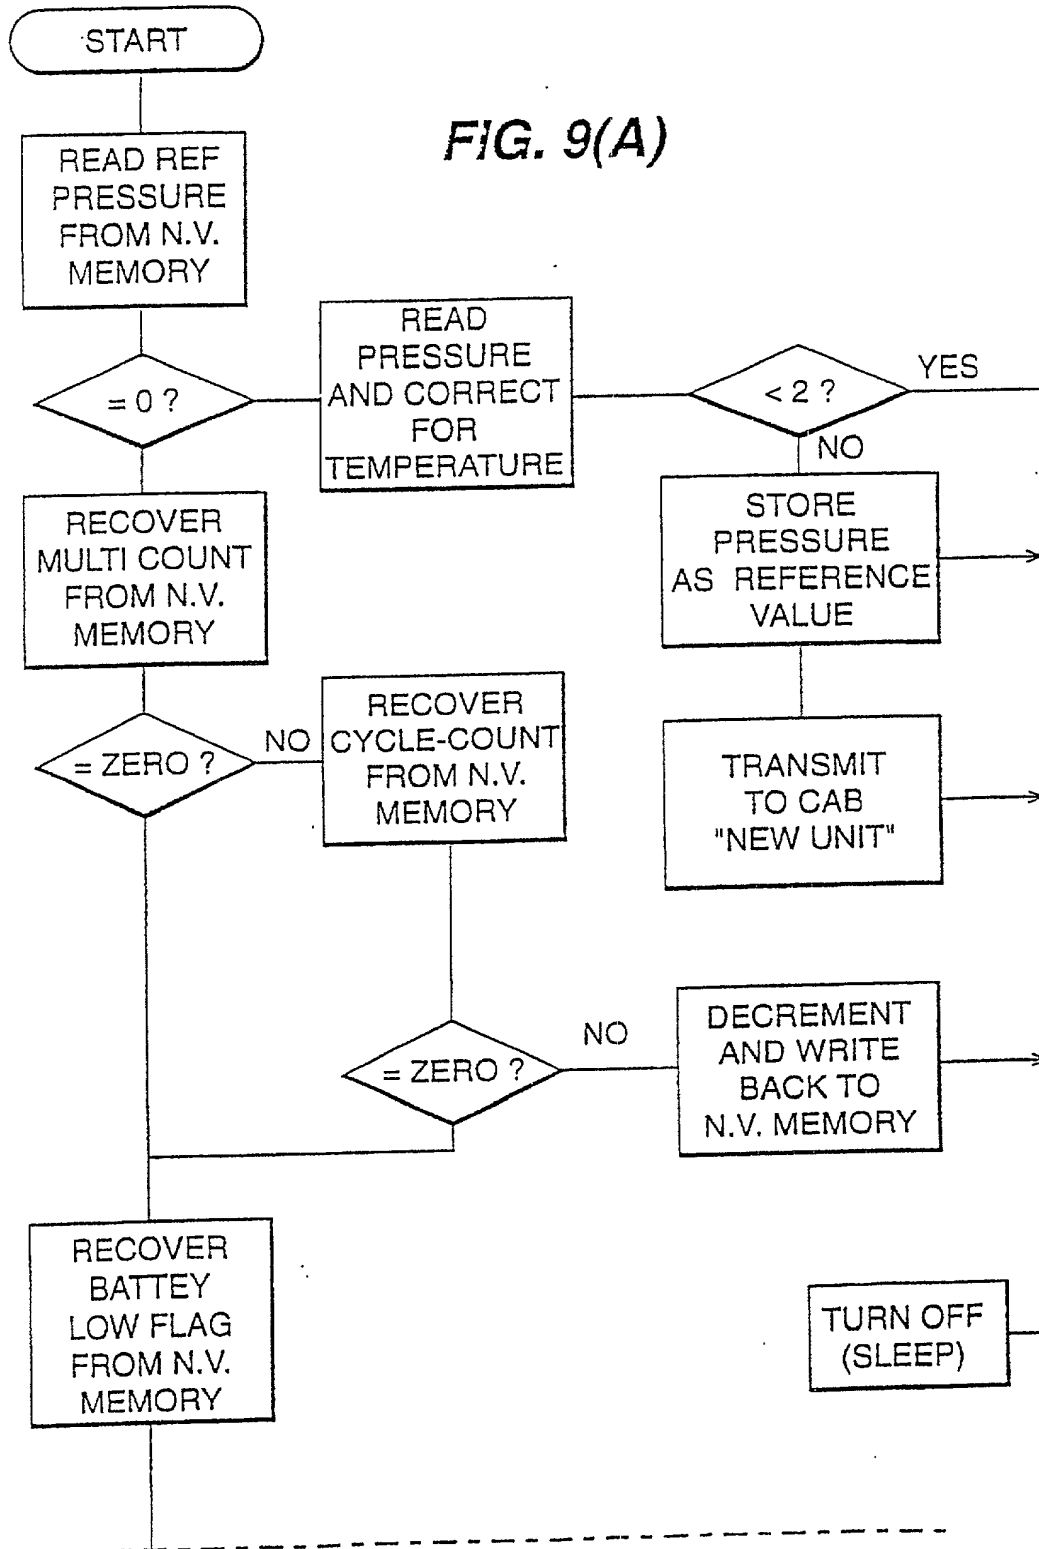 START
FIG. 9(A)
READ REF
PRESSURE
FROM N.V.
MEMORY
= 0 ?
READ
PRESSURE
AND CORRECT
FOR
TEMPERATURE
< 2 ?
YES
NO
STORE
PRESSURE
AS REFERENCE
VALUE
RECOVER
MULTI COUNT
FROM N.V.
MEMORY
= ZERO ?
NO
RECOVER
CYCLE-COUNT
FROM N.V.
MEMORY
TRANSMIT
TO CAB
"NEW UNIT"
= ZERO ?
NO
DECREMENT
AND WRITE
BACK TO
N.V. MEMORY
RECOVER
BATTEY
LOW FLAG
FROM N.V.
MEMORY
TURN OFF
(SLEEP)